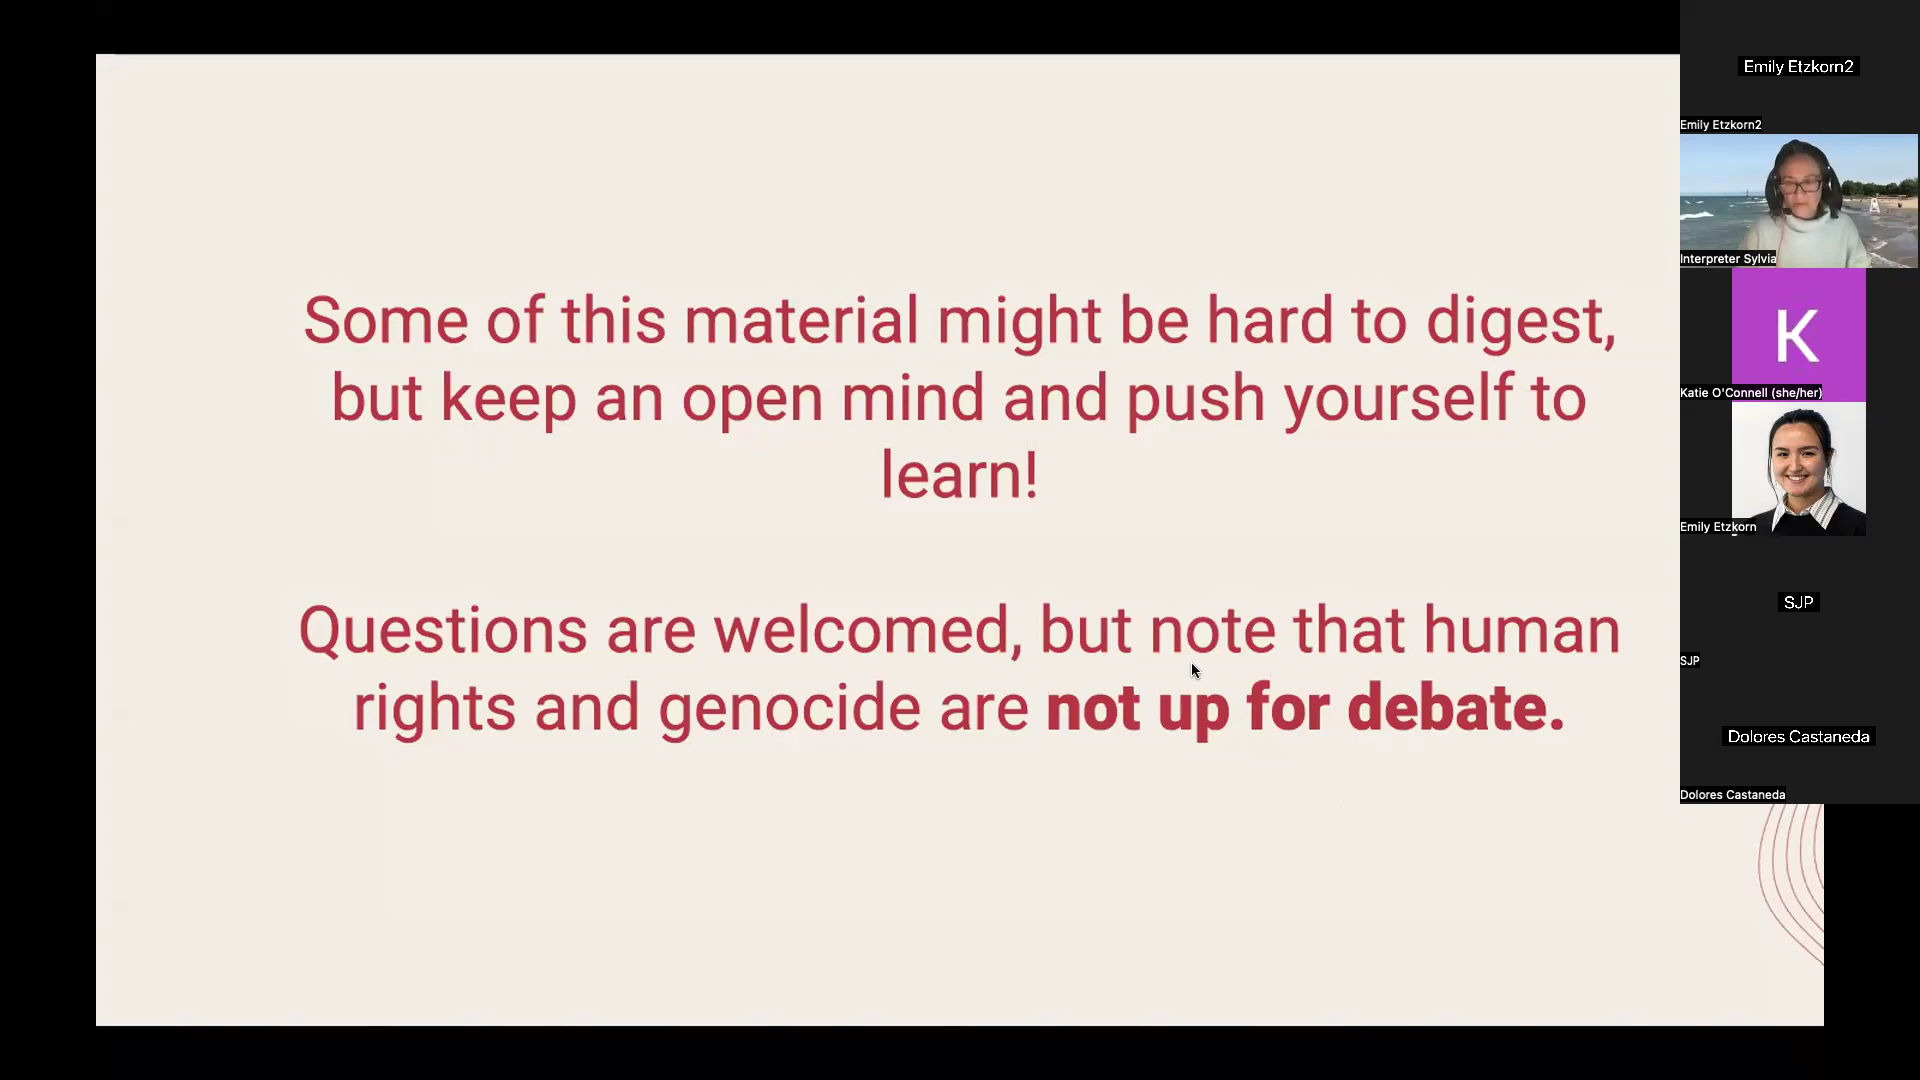 Some of this material might be hard to digest,
but keep an open mind and push yourself to
learn!
Questions are welcomed, but note that human
rights and genocide are not up for debate.
Emily Etzkorn2
Emily Etzkorn2
Interpreter Sylvia
K
Katie O'Connell (she/her)
Emily Etzkorn
SJP
SJP
Dolores Castaneda
Dolores Castaneda